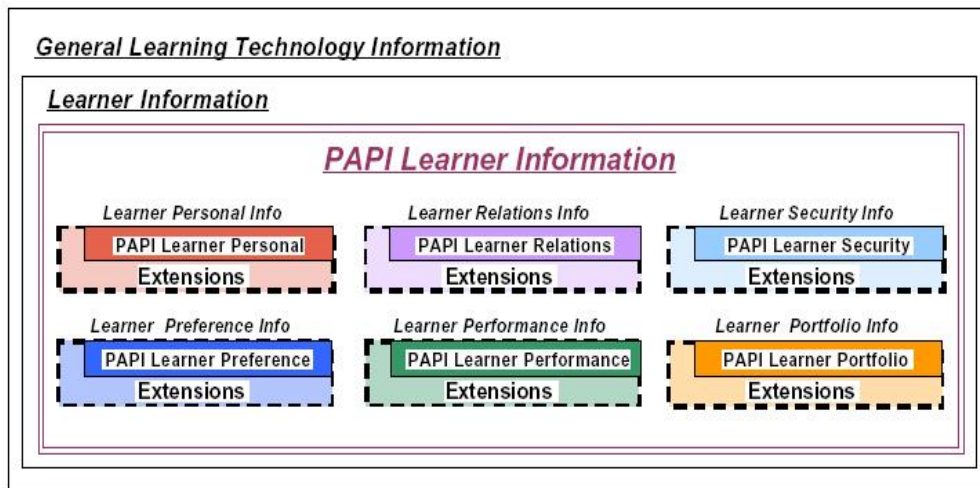 General Learning Technology Information
Learner Information
PAPI Learner Information
Learner Personal Info
Learner Relations Info
Learner Security Info
PAPI Learner Personal
PAPI Learner Relations
PAPI Learner Security
Extensions
Extensions
Extensions
Learner Preference Info
Learner Performance Info
Learner Portfolio Info
PAPI Learner Preference
PAPI Learner Performance
PAPI Learner Portfolio
Extensions
Extensions
Extensions